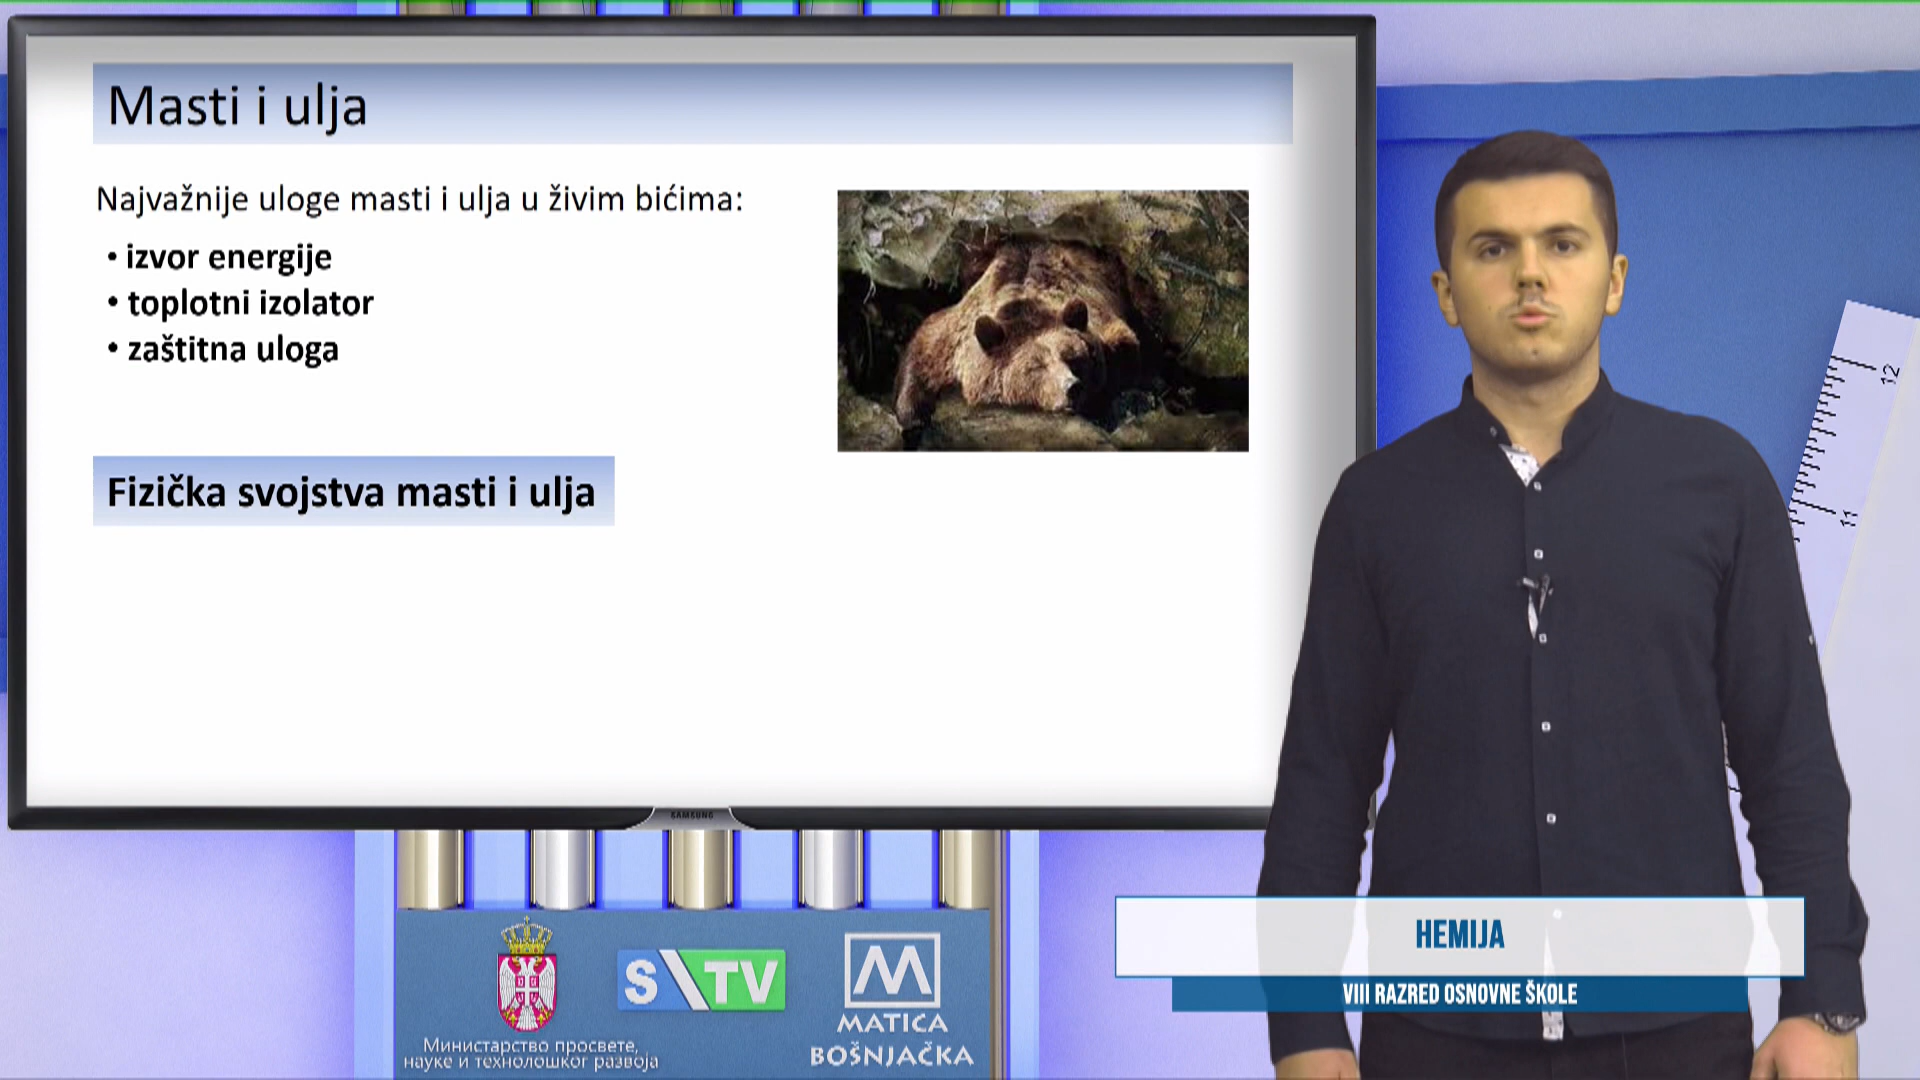 Masti i ulja
Najvažnije uloge masti i ulja u živim bićima:
• izvor energije
• toplotni izolator
• zaštitna uloga
Fizička svojstva masti i ulja
SAMSUNG
12
11
HEMIJA
VIII RAZRED OSNOVNE ŠKOLE
Министарство просвете,
науке и технолошког развоја
S TV
MATICA
BOŠNJAČKA